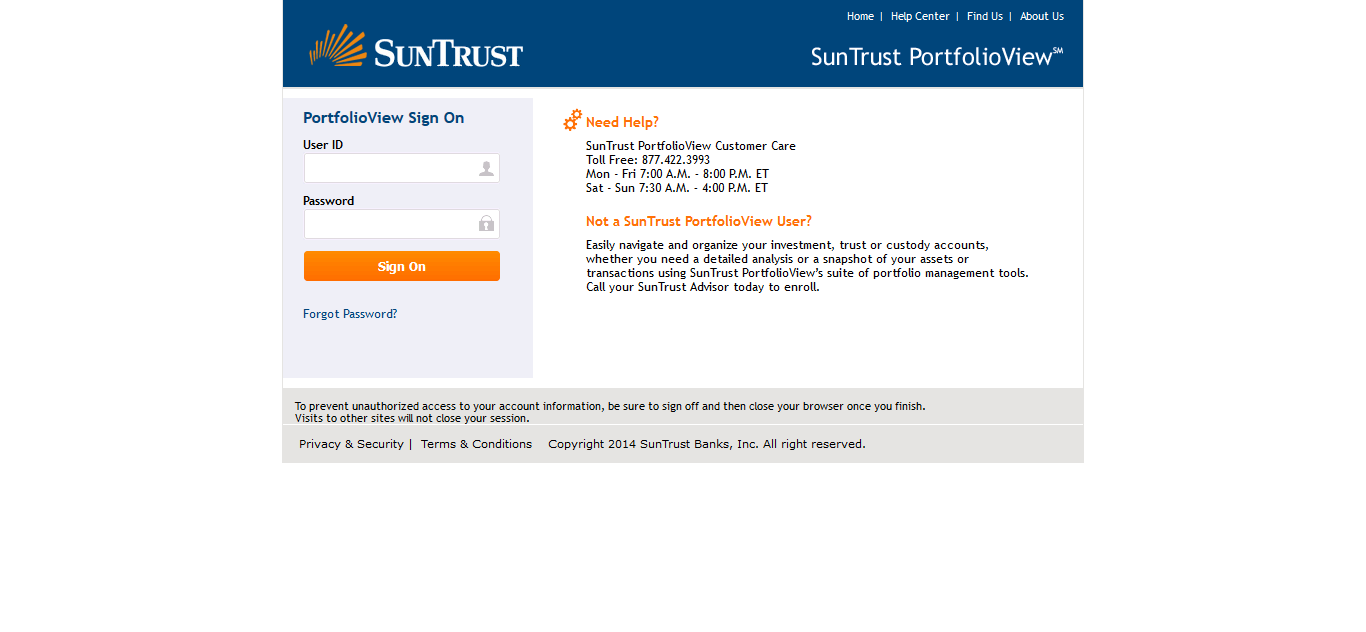 Home | Help Center | Find Us | About Us
SUNTRUST
SunTrust PortfolioView℠
PortfolioView Sign On
User ID
Password
Sign On
Forgot Password?
Need Help?
SunTrust PortfolioView Customer Care
Toll Free: 877.422.3993
Mon - Fri 7:00 A.M. - 8:00 P.M. ET
Sat - Sun 7:30 A.M. - 4:00 P.M. ET
Not a SunTrust PortfolioView User?
Easily navigate and organize your investment, trust or custody accounts,
whether you need a detailed analysis or a snapshot of your assets or
transactions using SunTrust PortfolioView’s suite of portfolio management tools.
Call your SunTrust Advisor today to enroll.
To prevent unauthorized access to your account information, be sure to sign off and then close your browser once you finish.
Visits to other sites will not close your session.
Privacy & Security | Terms & Conditions Copyright 2014 SunTrust Banks, Inc. All right reserved.